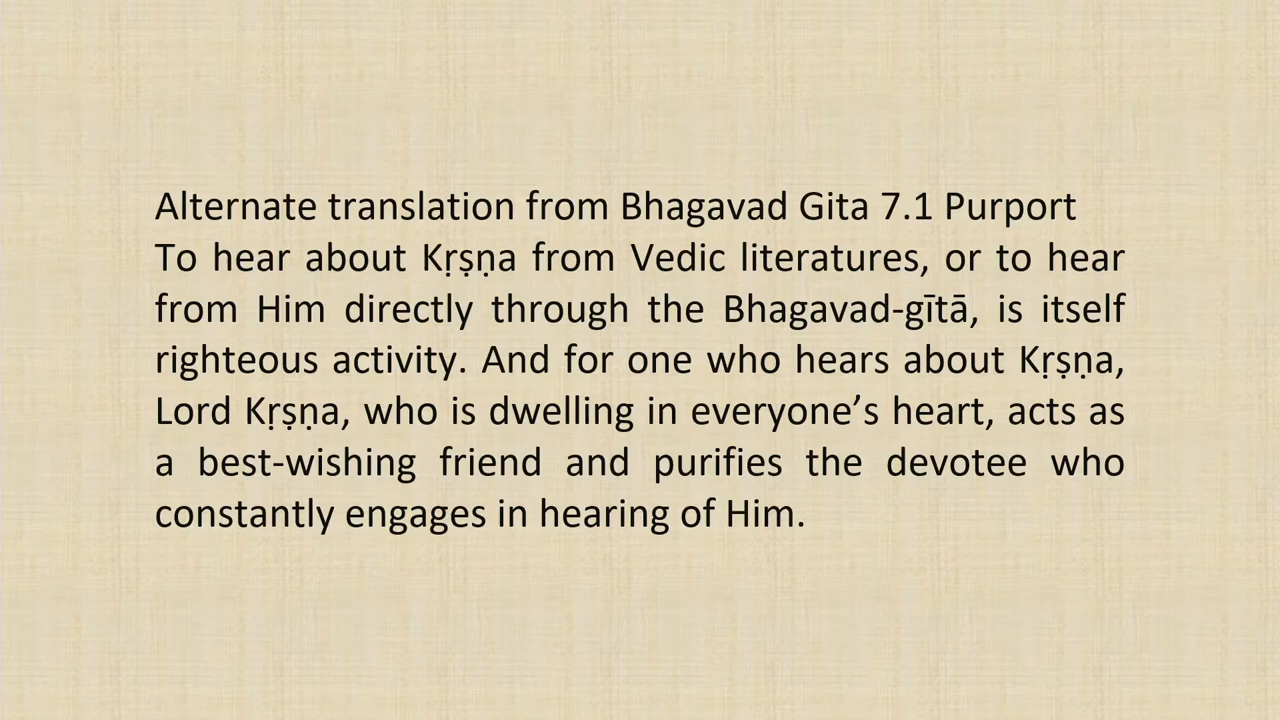 Alternate translation from Bhagavad Gita 7.1 Purport
To hear about Kṛṣṇa from Vedic literatures, or to hear
from Him directly through the Bhagavad-gītā, is itself
righteous activity. And for one who hears about Kṛṣṇa,
Lord Kṛṣṇa, who is dwelling in everyone’s heart, acts as
a best-wishing friend and purifies the devotee who
constantly engages in hearing of Him.